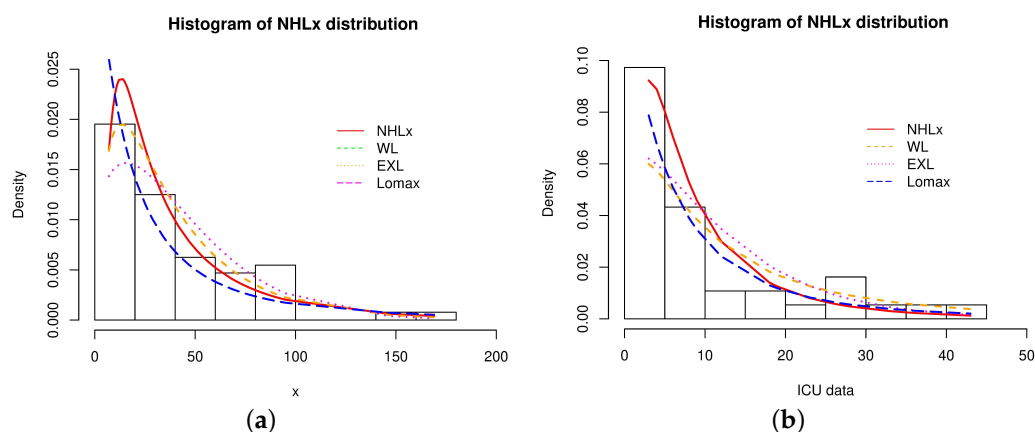 Histogram of NHLx distribution
Density
0.000
0.005
0.010
0.015
0.020
0.025
0
50
100
150
200
x
NHLx
WL
EXL
Lomax
(a)
Histogram of NHLx distribution
Density
0.00
0.02
0.04
0.06
0.08
0.10
0
10
20
30
40
50
ICU data
NHLx
WL
EXL
Lomax
(b)